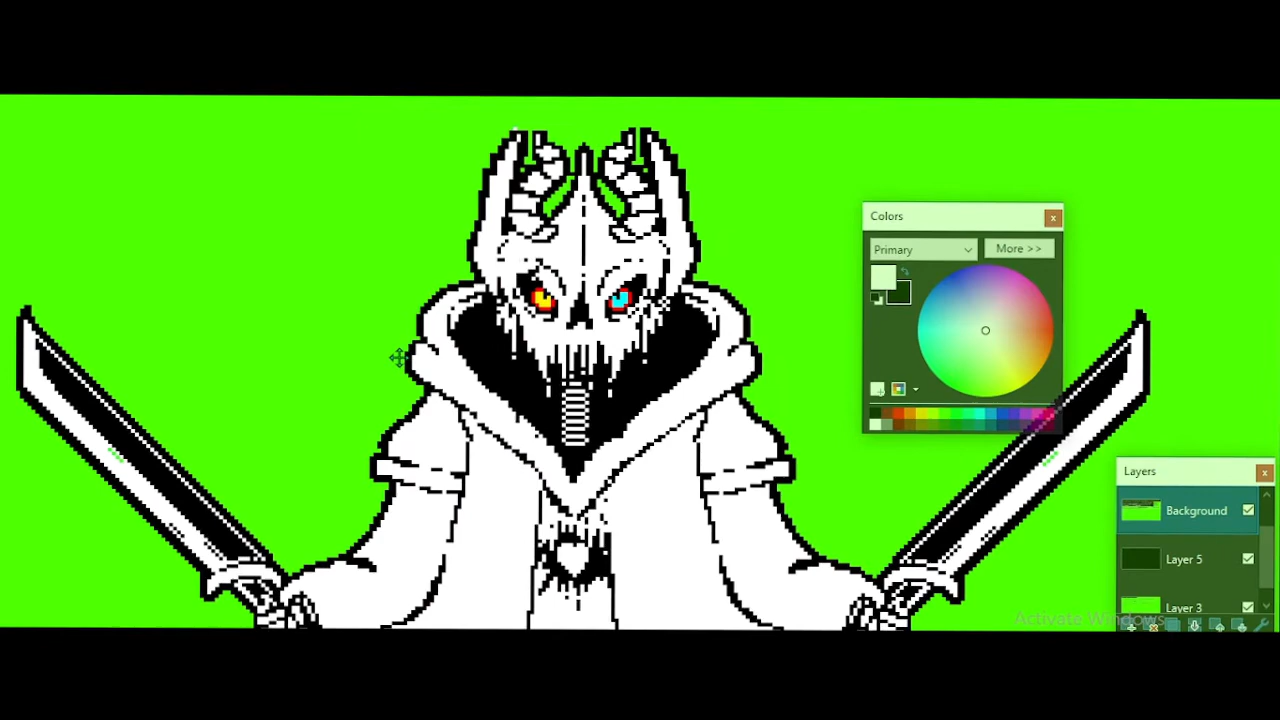 Colors
x
Primary
More >>
Layers
x
Background
Layer 5
Layer 3
Activate Windows